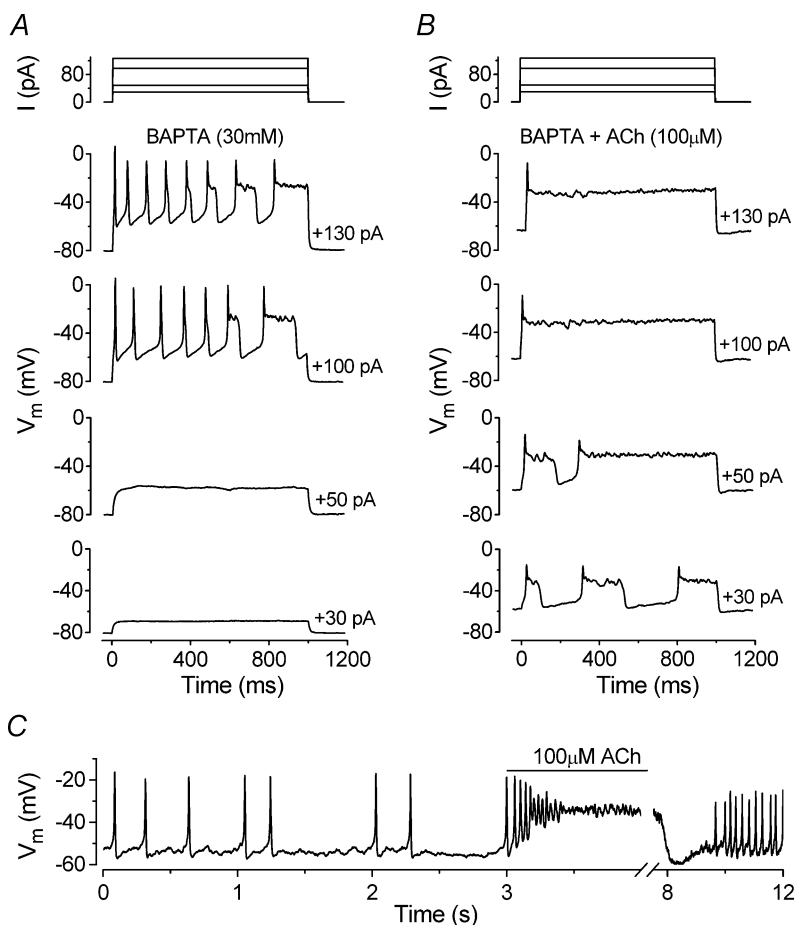 A
I (pA)
80
0
BAPTA (30mM)
0
-40
-80
+130 pA
0
-40
-80
+100 pA
Vm (mV)
0
-40
-80
+50 pA
0
-40
-80
+30 pA
0 400 800 1200
Time (ms)
B
I (pA)
80
0
BAPTA + ACh (100μM)
0
-40
-80
+130 pA
0
-40
-80
+100 pA
Vm (mV)
0
-40
-80
+50 pA
0
-40
-80
+30 pA
0 400 800 1200
Time (ms)
C
100μM ACh
Vm (mV)
-20
-40
-60
0 1 2 3 8 12
Time (s)